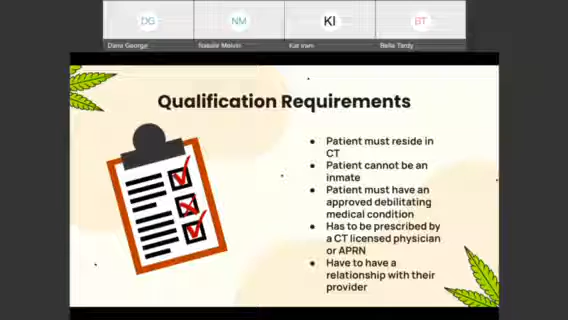 DG
NM
KI
BT
Dana George
Natalie Melvin
Kat Irwin
Bella Tardy
Qualification Requirements
● Patient must reside in
CT
● Patient cannot be an
inmate
● Patient must have an
approved debilitating
medical condition
● Has to be prescribed by
a CT licensed physician
or APRN
● Have to have a
relationship with their
provider